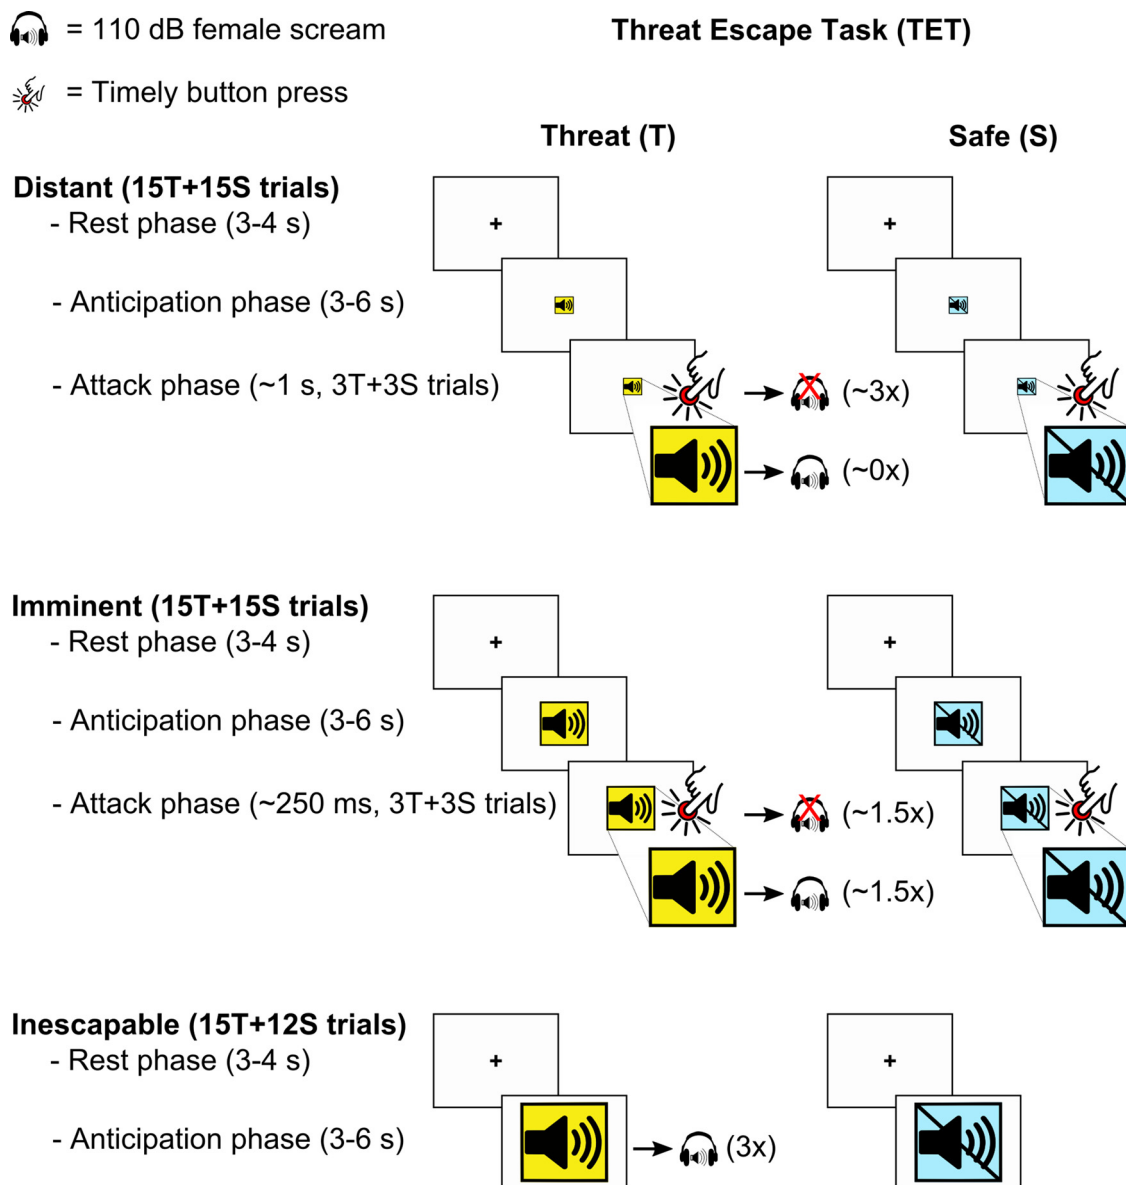 = 110 dB female scream
Threat Escape Task (TET)
= Timely button press
Threat (T)
Safe (S)
Distant (15T+15S trials)
- Rest phase (3-4 s)
- Anticipation phase (3-6 s)
- Attack phase (~1 s, 3T+3S trials)
(~3x)
(~0x)
Imminent (15T+15S trials)
- Rest phase (3-4 s)
- Anticipation phase (3-6 s)
- Attack phase (~250 ms, 3T+3S trials)
(~1.5x)
(~1.5x)
Inescapable (15T+12S trials)
- Rest phase (3-4 s)
- Anticipation phase (3-6 s)
(3x)